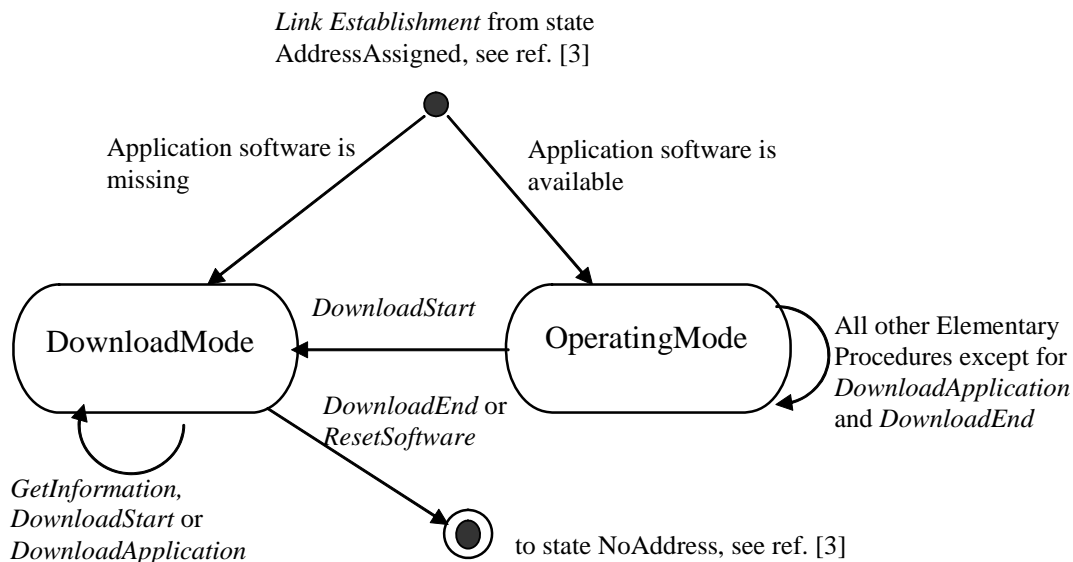 Link Establishment from state
AddressAssigned, see ref. [3]
Application software is
missing
Application software is
available
DownloadMode
DownloadStart
OperatingMode
All other Elementary
Procedures except for
DownloadApplication
and DownloadEnd
DownloadEnd or
ResetSoftware
GetInformation,
DownloadStart or
DownloadApplication
to state NoAddress, see ref. [3]